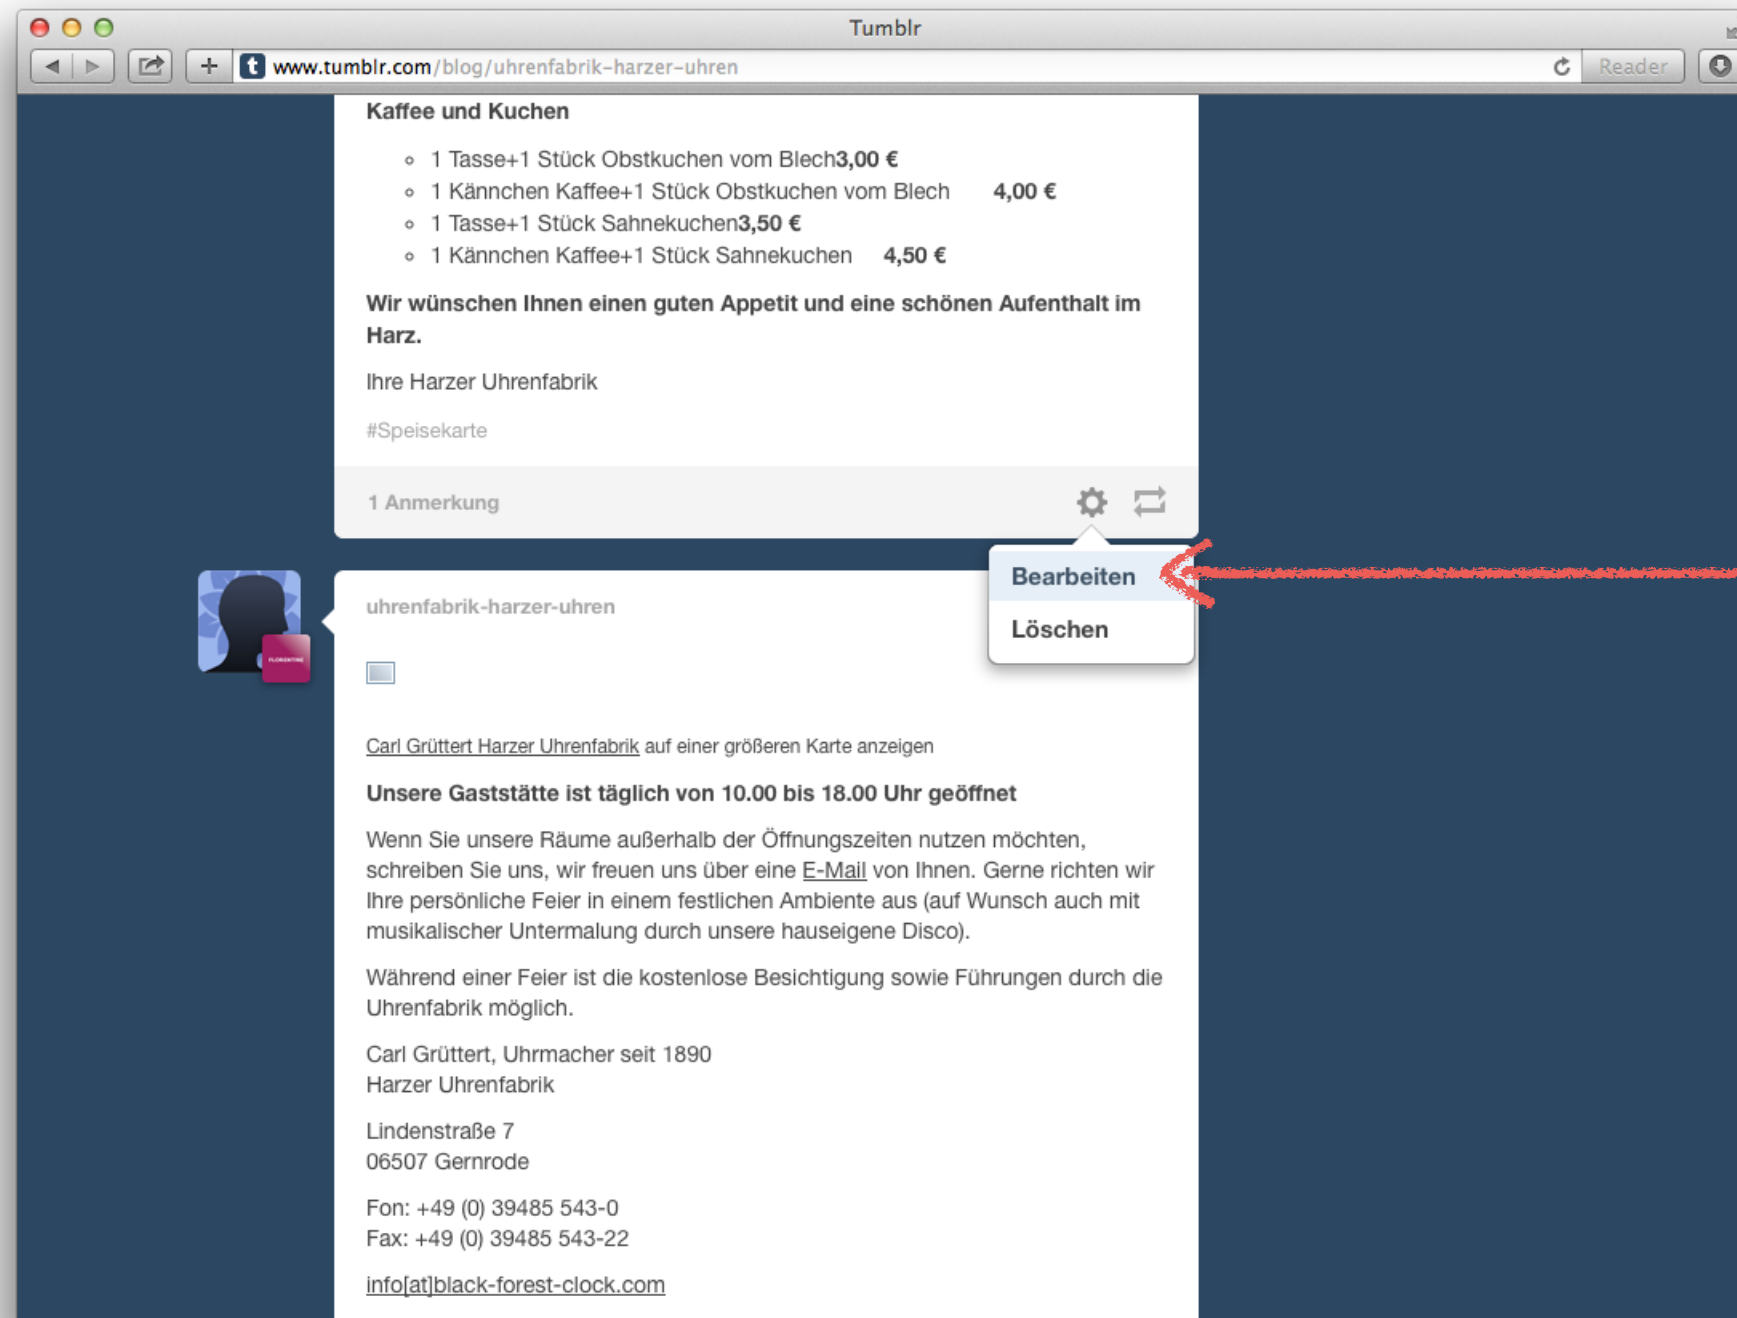 Tumblr
www.tumblr.com/blog/uhrenfabrik-harzer-uhren
Reader
Kaffee und Kuchen
1 Tasse+1 Stück Obstkuchen vom Blech3,00 €
1 Kännchen Kaffee+1 Stück Obstkuchen vom Blech 4,00 €
1 Tasse+1 Stück Sahnekuchen3,50 €
1 Kännchen Kaffee+1 Stück Sahnekuchen 4,50 €
Wir wünschen Ihnen einen guten Appetit und eine schönen Aufenthalt im
Harz.
Ihre Harzer Uhrenfabrik
#Speisekarte
1 Anmerkung
Bearbeiten
Löschen
uhrenfabrik-harzer-uhren
FLORENTINE
Carl Grüttert Harzer Uhrenfabrik auf einer größeren Karte anzeigen
Unsere Gaststätte ist täglich von 10.00 bis 18.00 Uhr geöffnet
Wenn Sie unsere Räume außerhalb der Öffnungszeiten nutzen möchten,
schreiben Sie uns, wir freuen uns über eine E-Mail von Ihnen. Gerne richten wir
Ihre persönliche Feier in einem festlichen Ambiente aus (auf Wunsch auch mit
musikalischer Untermalung durch unsere hauseigene Disco).
Während einer Feier ist die kostenlose Besichtigung sowie Führungen durch die
Uhrenfabrik möglich.
Carl Grüttert, Uhrmacher seit 1890
Harzer Uhrenfabrik
Lindenstraße 7
06507 Gernrode
Fon: +49 (0) 39485 543-0
Fax: +49 (0) 39485 543-22
info[at]black-forest-clock.com